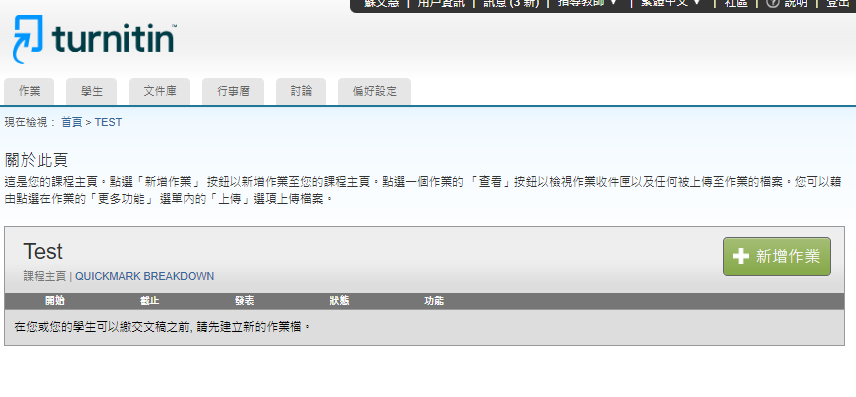 用戶資訊 | 訊息 (3 新) | 指導教師 ▼ | 繁體中文 ▼ | 社區 | ? 說明 | 登出
turnitin™
作業 學生 文件庫 行事曆 討論 偏好設定
現在檢視： 首頁 > TEST
關於此頁
這是您的課程主頁。點選「新增作業」 按鈕以新增作業至您的課程主頁。點選一個作業的 「查看」按鈕以檢視作業收件匣以及任何被上傳至作業的檔案。您可以藉
由點選在作業的「更多功能」 選單內的「上傳」選項上傳檔案。
Test
新增作業
課程主頁 | QUICKMARK BREAKDOWN
開始 截止 發表 狀態 功能
在您或您的學生可以繳交文稿之前, 請先建立新的作業檔。